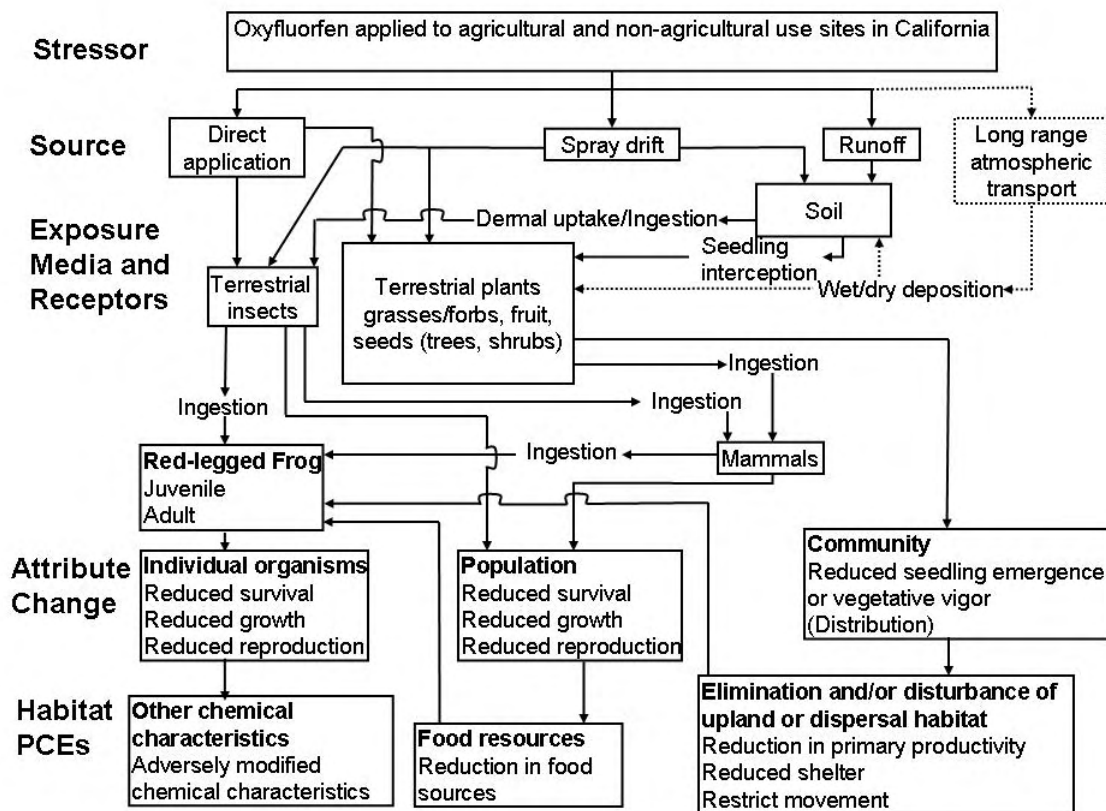 Stressor
Oxyfluorfen applied to agricultural and non-agricultural use sites in California
Source
Direct
application
Spray drift
Runoff
Long range
atmospheric
transport
Exposure
Media and
Receptors
Soil
Dermal uptake/Ingestion
Seedling
interception
Wet/dry deposition
Terrestrial
insects
Terrestrial plants
grasses/forbs, fruit,
seeds (trees, shrubs)
Ingestion
Ingestion
Ingestion
Ingestion
Mammals
Red-legged Frog
Juvenile
Adult
Attribute
Change
Individual organisms
Reduced survival
Reduced growth
Reduced reproduction
Population
Reduced survival
Reduced growth
Reduced reproduction
Community
Reduced seedling emergence
or vegetative vigor
(Distribution)
Habitat
PCEs
Other chemical
characteristics
Adversely modified
chemical characteristics
Food resources
Reduction in food
sources
Elimination and/or disturbance of
upland or dispersal habitat
Reduction in primary productivity
Reduced shelter
Restrict movement